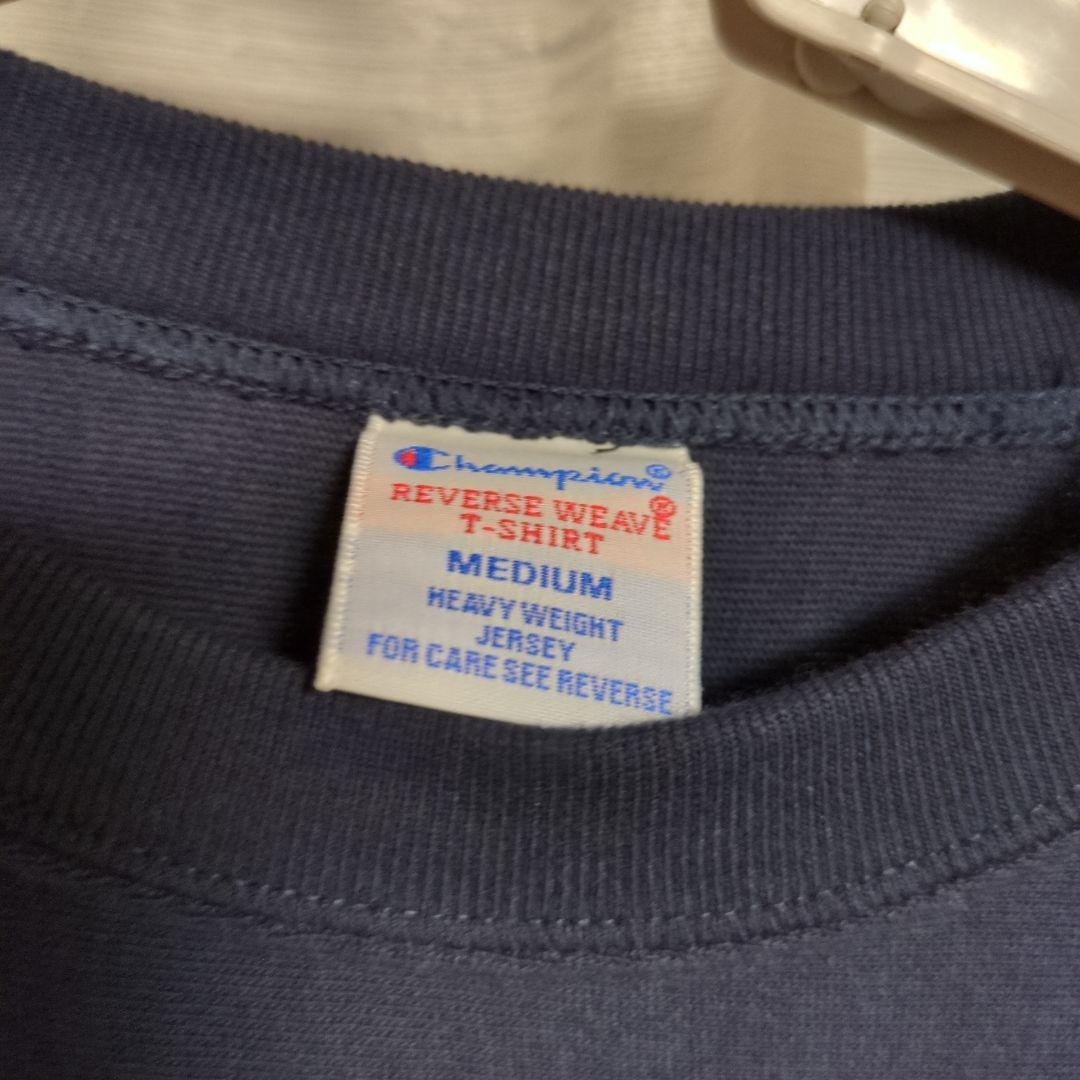 Champion®
REVERSE WEAVE®
T-SHIRT
MEDIUM
HEAVY WEIGHT
JERSEY
FOR CARE SEE REVERSE